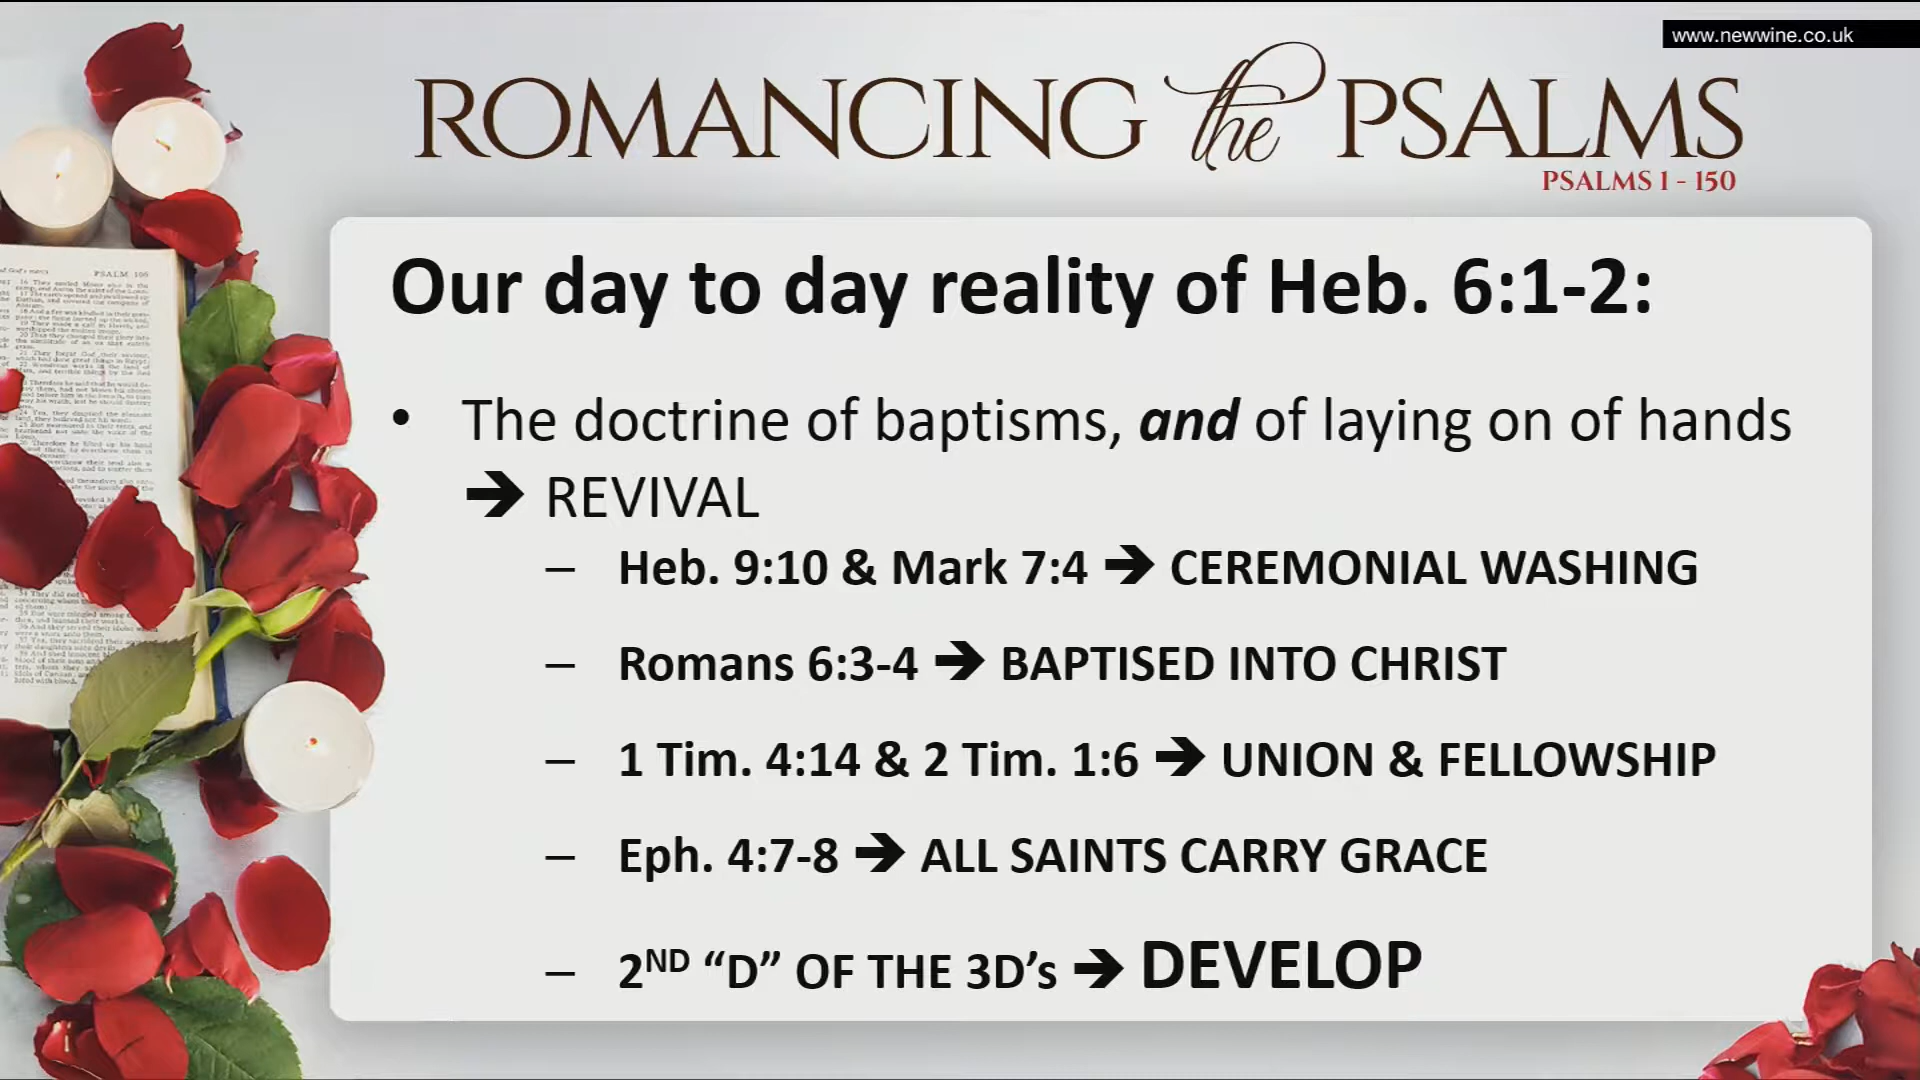 www.newwine.co.uk
ROMANCING the PSALMS
PSALMS 1 - 150
PSALM 106
Our day to day reality of Heb. 6:1-2:
• The doctrine of baptisms, and of laying on of hands
➔ REVIVAL
– Heb. 9:10 & Mark 7:4 ➔ CEREMONIAL WASHING
– Romans 6:3-4 ➔ BAPTISED INTO CHRIST
– 1 Tim. 4:14 & 2 Tim. 1:6 ➔ UNION & FELLOWSHIP
– Eph. 4:7-8 ➔ ALL SAINTS CARRY GRACE
– 2ND “D” OF THE 3D’s ➔ DEVELOP